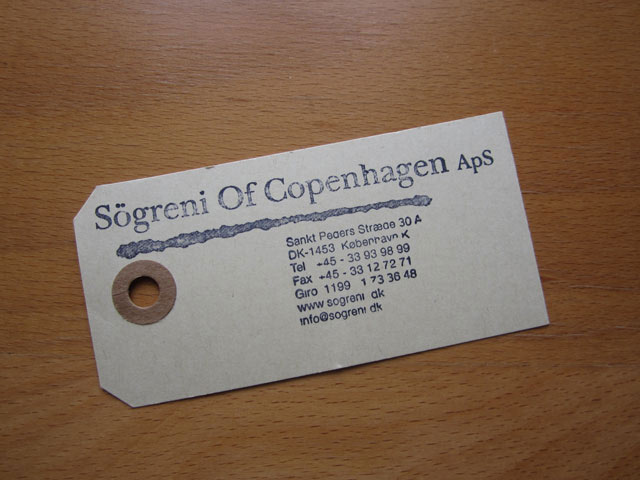 Sögreni Of Copenhagen ApS
Sankt Peders Stræde 30 A
DK-1453 København K
Tel +45 - 33 93 98 99
Fax +45 - 33 12 72 71
Giro 1199 1 73 36 48
www.sogreni.dk
info@sogreni.dk